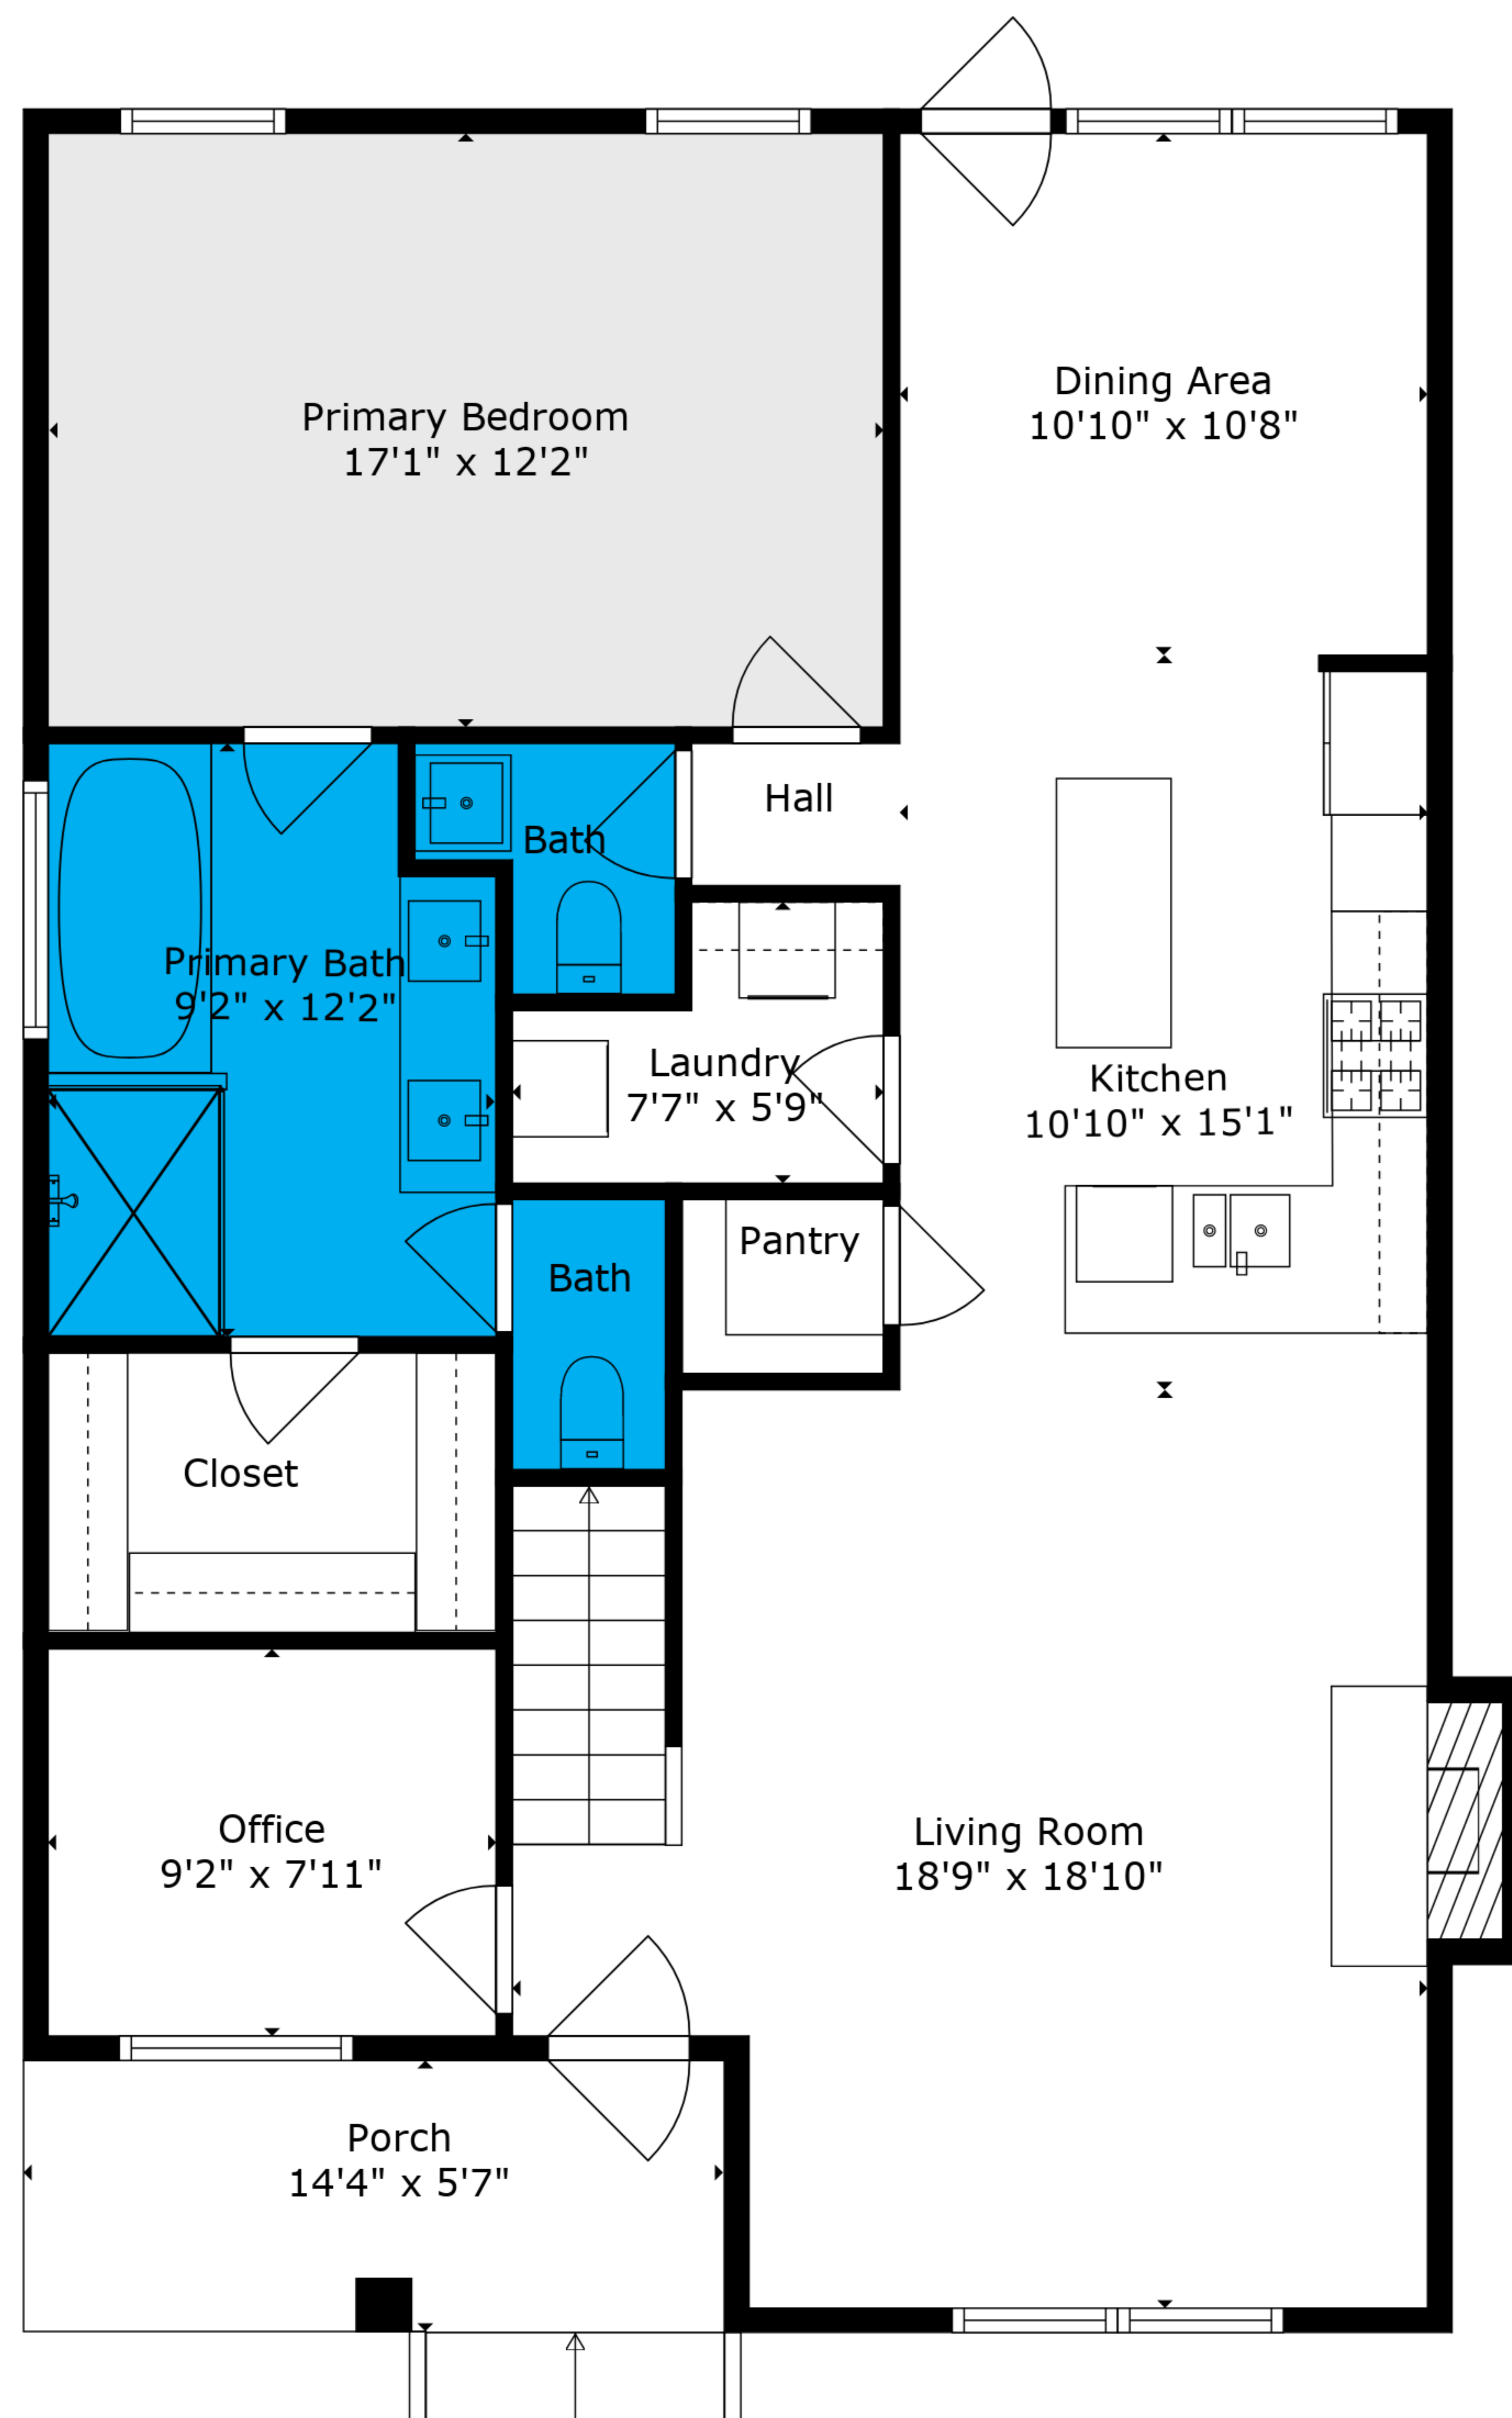 Primary Bedroom
17'1" x 12'2"
Dining Area
10'10" x 10'8"
Hall
Bath
Primary Bath
9'2" x 12'2"
Laundry
7'7" x 5'9"
Kitchen
10'10" x 15'1"
Pantry
Bath
Closet
Office
9'2" x 7'11"
Living Room
18'9" x 18'10"
Porch
14'4" x 5'7"